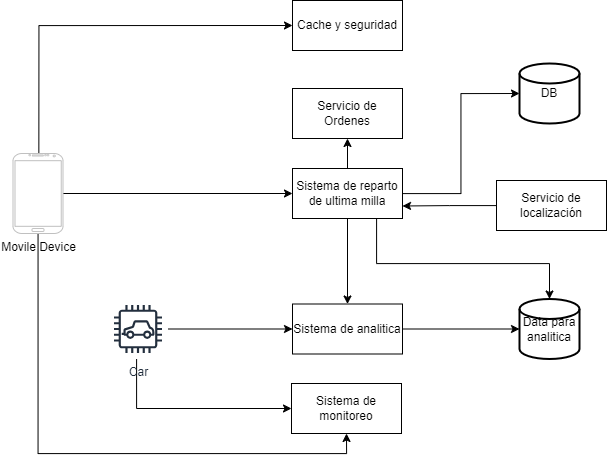 Cache y seguridad
DB
Servicio de
Ordenes
Sistema de reparto
de ultima milla
Servicio de
localización
Movile Device
Sistema de analitica
Data para
analitica
Car
Sistema de
monitoreo